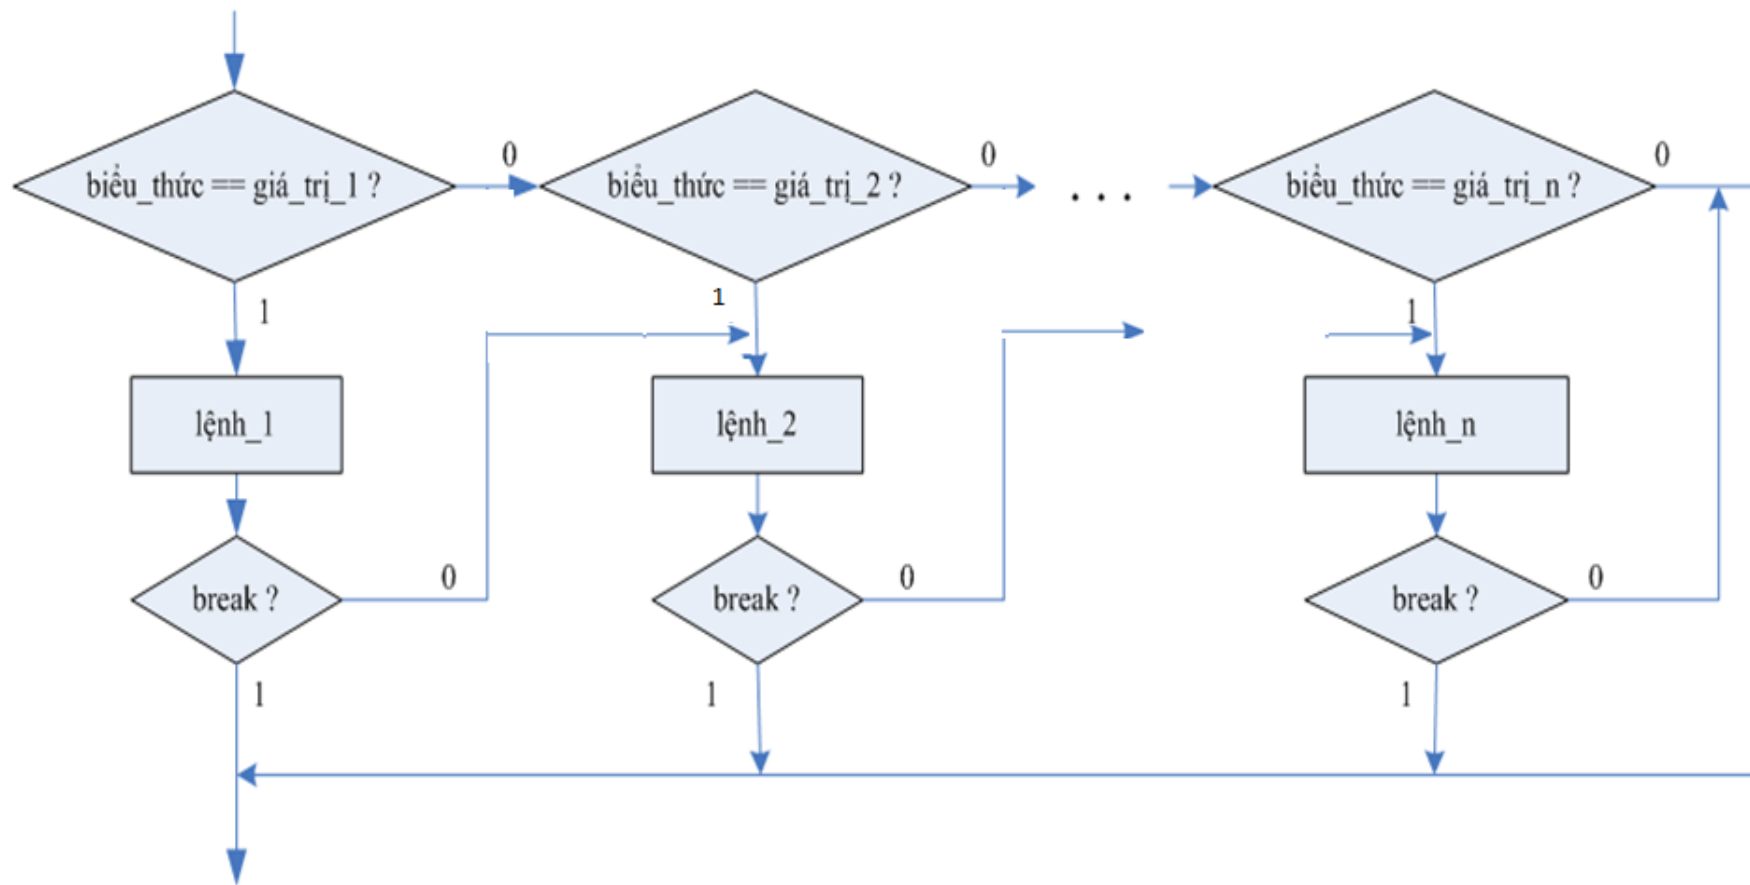 0
0
0
biểu_thức == giá_trị_1 ?
biểu_thức == giá_trị_2 ?
. . .
biểu_thức == giá_trị_n ?
1
1
1
lệnh_1
lệnh_2
lệnh_n
0
0
0
break ?
break ?
break ?
1
1
1